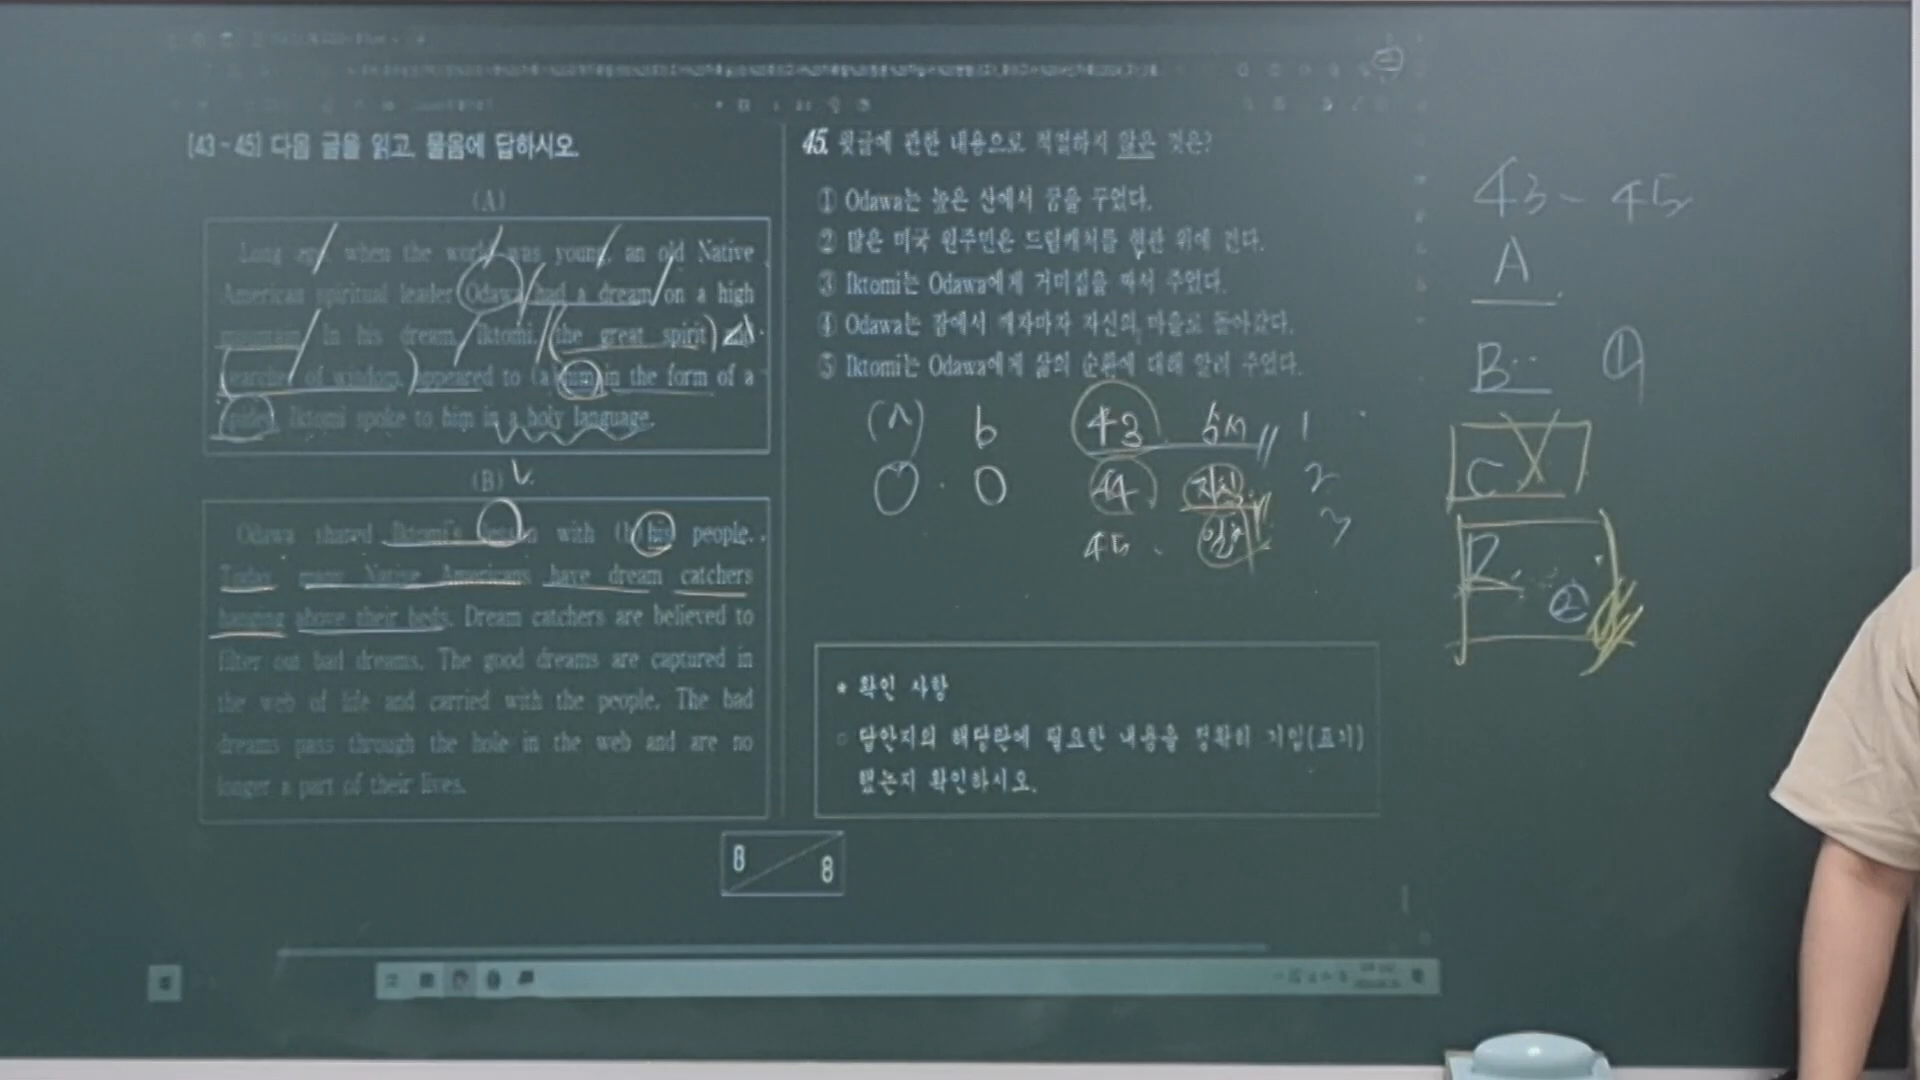 [43~45] 다음 글을 읽고, 물음에 답하시오.
(A)
Long ago, when the world was young, an old Native
American spiritual leader Odawa had a dream on a high
mountain. In his dream, Iktomi, (the great spirit)
of wisdom, appeared to (a) him in the form of a
spider. Iktomi spoke to him in a holy language.
(B)
Odawa shared Iktomi's lesson with (b) his people.
Today, many Native Americans have dream catchers
hanging above their beds. Dream catchers are believed to
filter out bad dreams. The good dreams are captured in
the web of life and carried with the people. The bad
dreams pass through the hole in the web and are no
longer a part of their lives.
45. 윗글에 관한 내용으로 적절하지 않은 것은?
① Odawa는 높은 산에서 꿈을 꾸었다.
② 많은 미국 원주민은 드림캐처를 현관 위에 건다.
③ Iktomi는 Odawa에게 거미집을 짜서 주었다.
④ Odawa는 잠에서 깨자마자 자신의 마을로 돌아갔다.
⑤ Iktomi는 Odawa에게 삶의 순환에 대해 알려 주었다.
(A) b 43 순서 1
44 지칭 2
45 3
* 확인 사항
○ 답안지의 해당란에 필요한 내용을 정확히 기입(표기)
했는지 확인하시오.
8 8
43 - 45
A
B ①
C
②